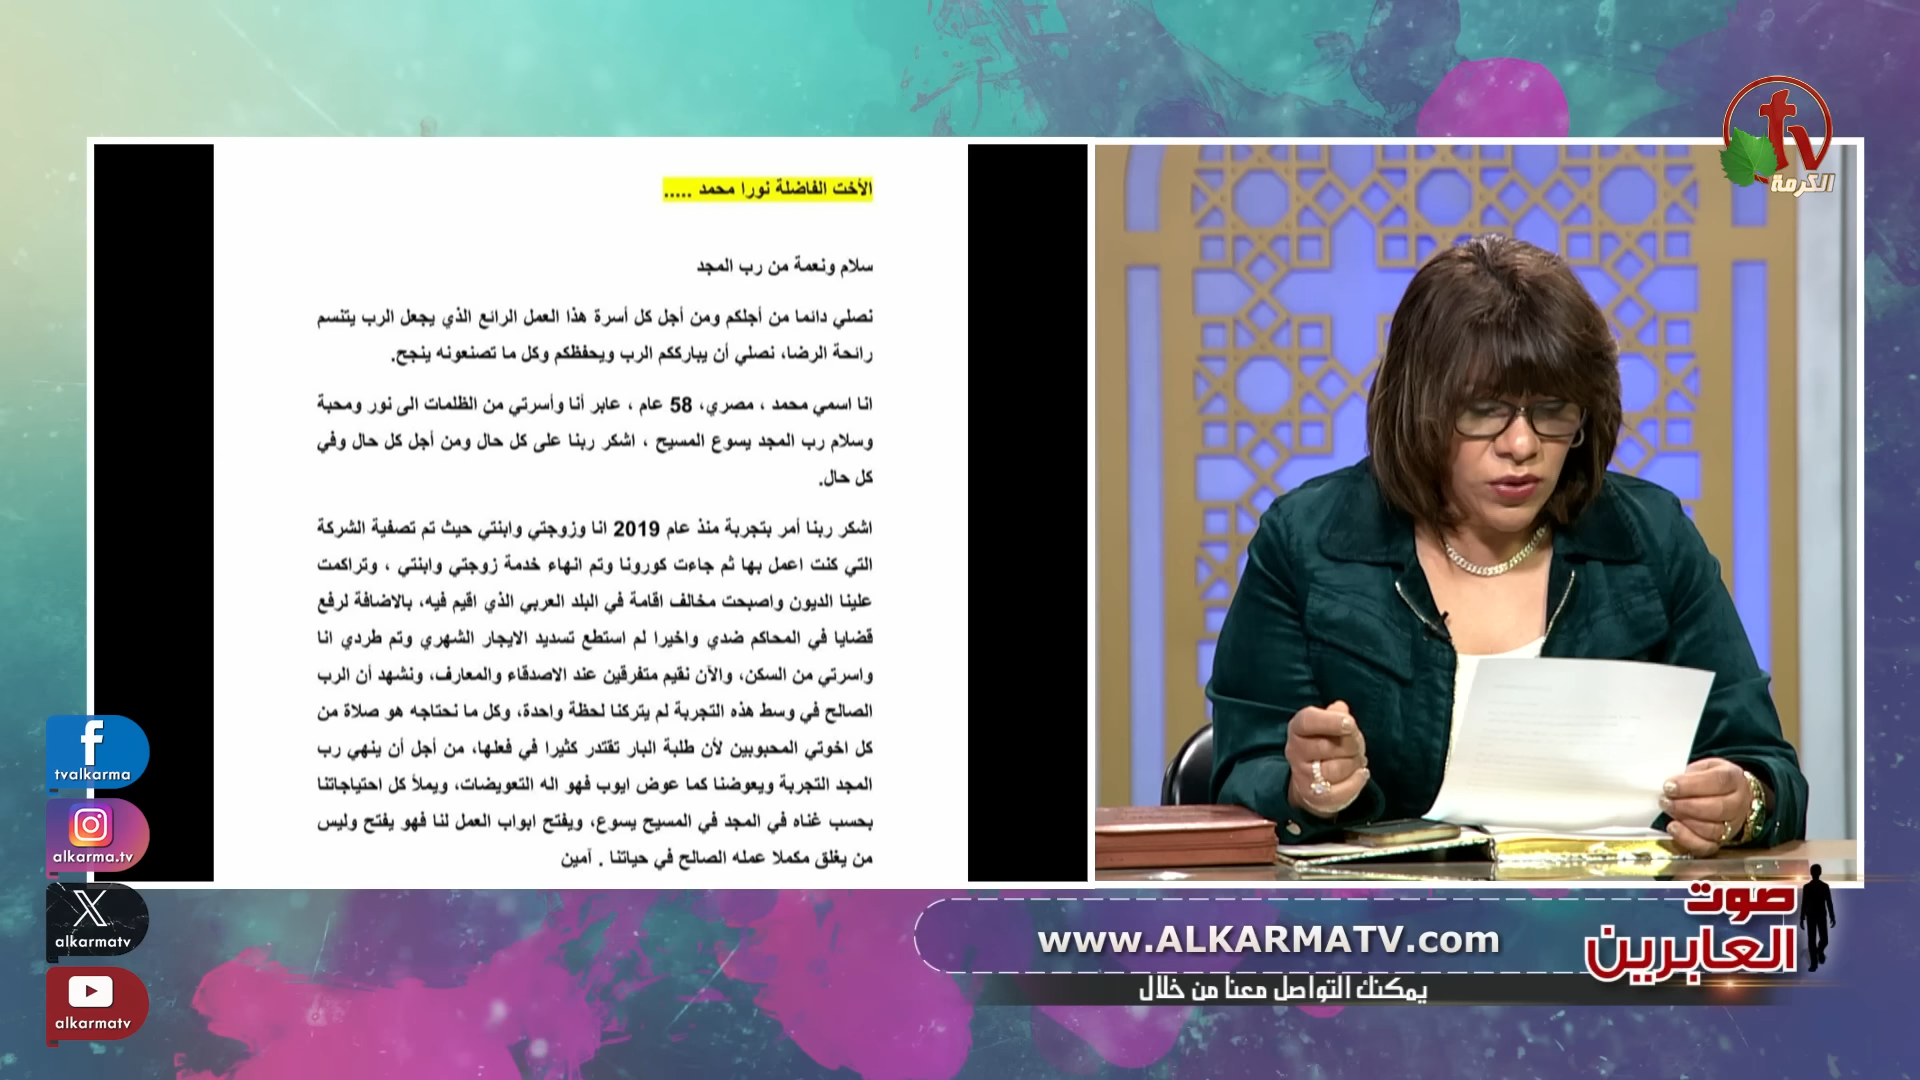 tv
الكرمة
الأخت الفاضلة نورا محمد .....
سلام ونعمة من رب المجد
نصلي دائما من أجلكم ومن أجل كل أسرة هذا العمل الرائع الذي يجعل الرب يتنسم
رائحة الرضا، نصلي أن يبارككم الرب ويحفظكم وكل ما تصنعونه ينجح.
انا اسمي محمد ، مصري، 58 عام ، عابر أنا وأسرتي من الظلمات الى نور ومحبة
وسلام رب المجد يسوع المسيح ، اشكر ربنا على كل حال ومن أجل كل حال وفي
كل حال.
اشكر ربنا أمر بتجربة منذ عام 2019 انا وزوجتي وابنتي حيث تم تصفية الشركة
التي كنت اعمل بها ثم جاءت كورونا وتم انهاء خدمة زوجتي وابنتي ، وتراكمت
علينا الديون واصبحت مخالف اقامة في البلد العربي الذي اقيم فيه، بالاضافة لرفع
قضايا في المحاكم ضدي واخيرا لم استطع تسديد الايجار الشهري وتم طردي انا
واسرتي من السكن، والآن نقيم متفرقين عند الاصدقاء والمعارف، ونشهد أن الرب
الصالح في وسط هذه التجربة لم يتركنا لحظة واحدة، وكل ما نحتاجه هو صلاة من
كل اخوتي المحبوبين لأن طلبة البار تقتدر كثيرا في فعلها، من أجل أن ينهي رب
المجد التجربة ويعوضنا كما عوض ايوب فهو اله التعويضات، ويملأ كل احتياجاتنا
بحسب غناه في المجد في المسيح يسوع، ويفتح ابواب العمل لنا فهو يفتح وليس
من يغلق مكملا عمله الصالح في حياتنا . آمين
tvalkarma
alkarma.tv
alkarmatv
alkarmatv
صوت
العابرين
www.ALKARMATV.com
يمكنك التواصل معنا من خلال